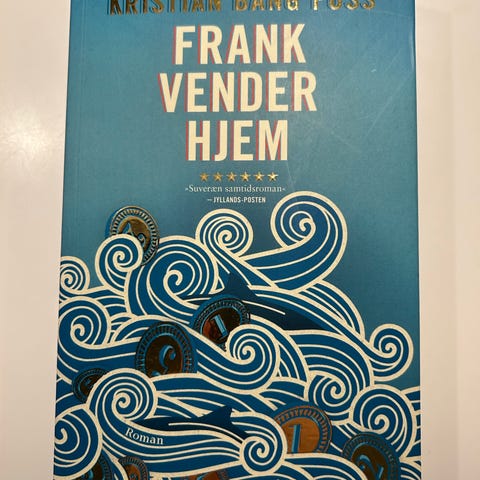 KRISTIAN BANG FOSS
FRANK
VENDER
HJEM
»Suveræn samtidsroman«
— JYLLANDS-POSTEN
Roman